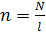 n = N/l